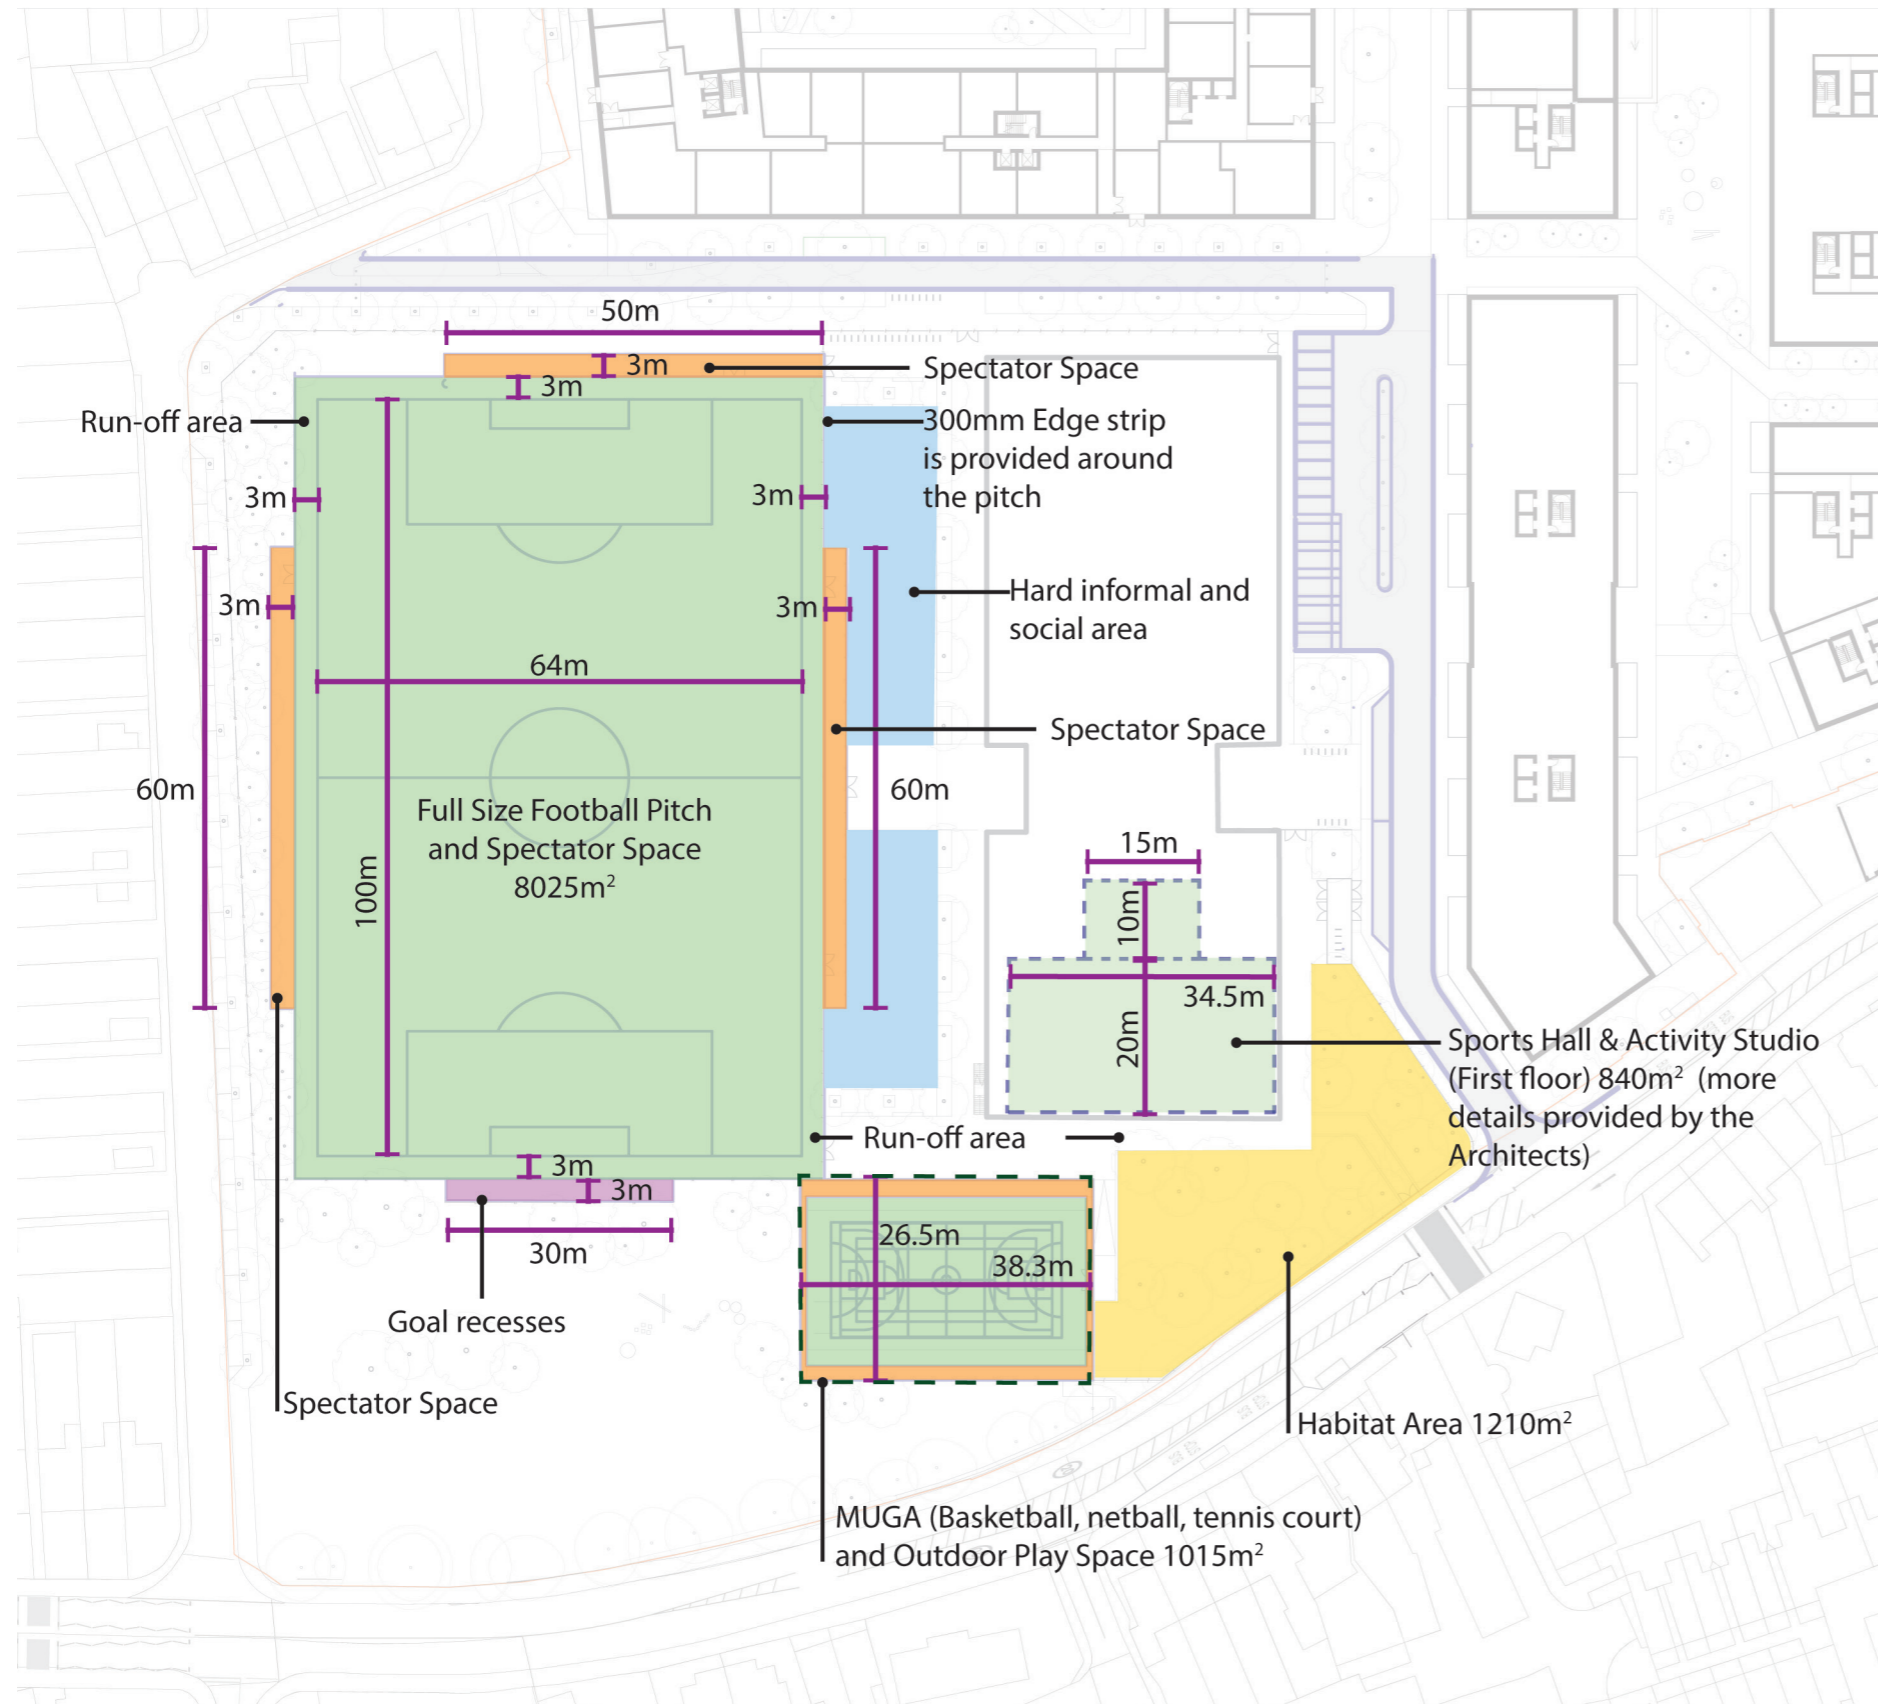 50m
3m
Spectator Space
3m
Run-off area
300mm Edge strip
is provided around
the pitch
3m
3m
Hard informal and
social area
3m
3m
64m
Spectator Space
60m
60m
Full Size Football Pitch
and Spectator Space
8025m²
100m
15m
10m
34.5m
20m
Sports Hall & Activity Studio
(First floor) 840m² (more
details provided by the
Architects)
Run-off area
3m
3m
30m
26.5m
38.3m
Goal recesses
Spectator Space
Habitat Area 1210m²
MUGA (Basketball, netball, tennis court)
and Outdoor Play Space 1015m²